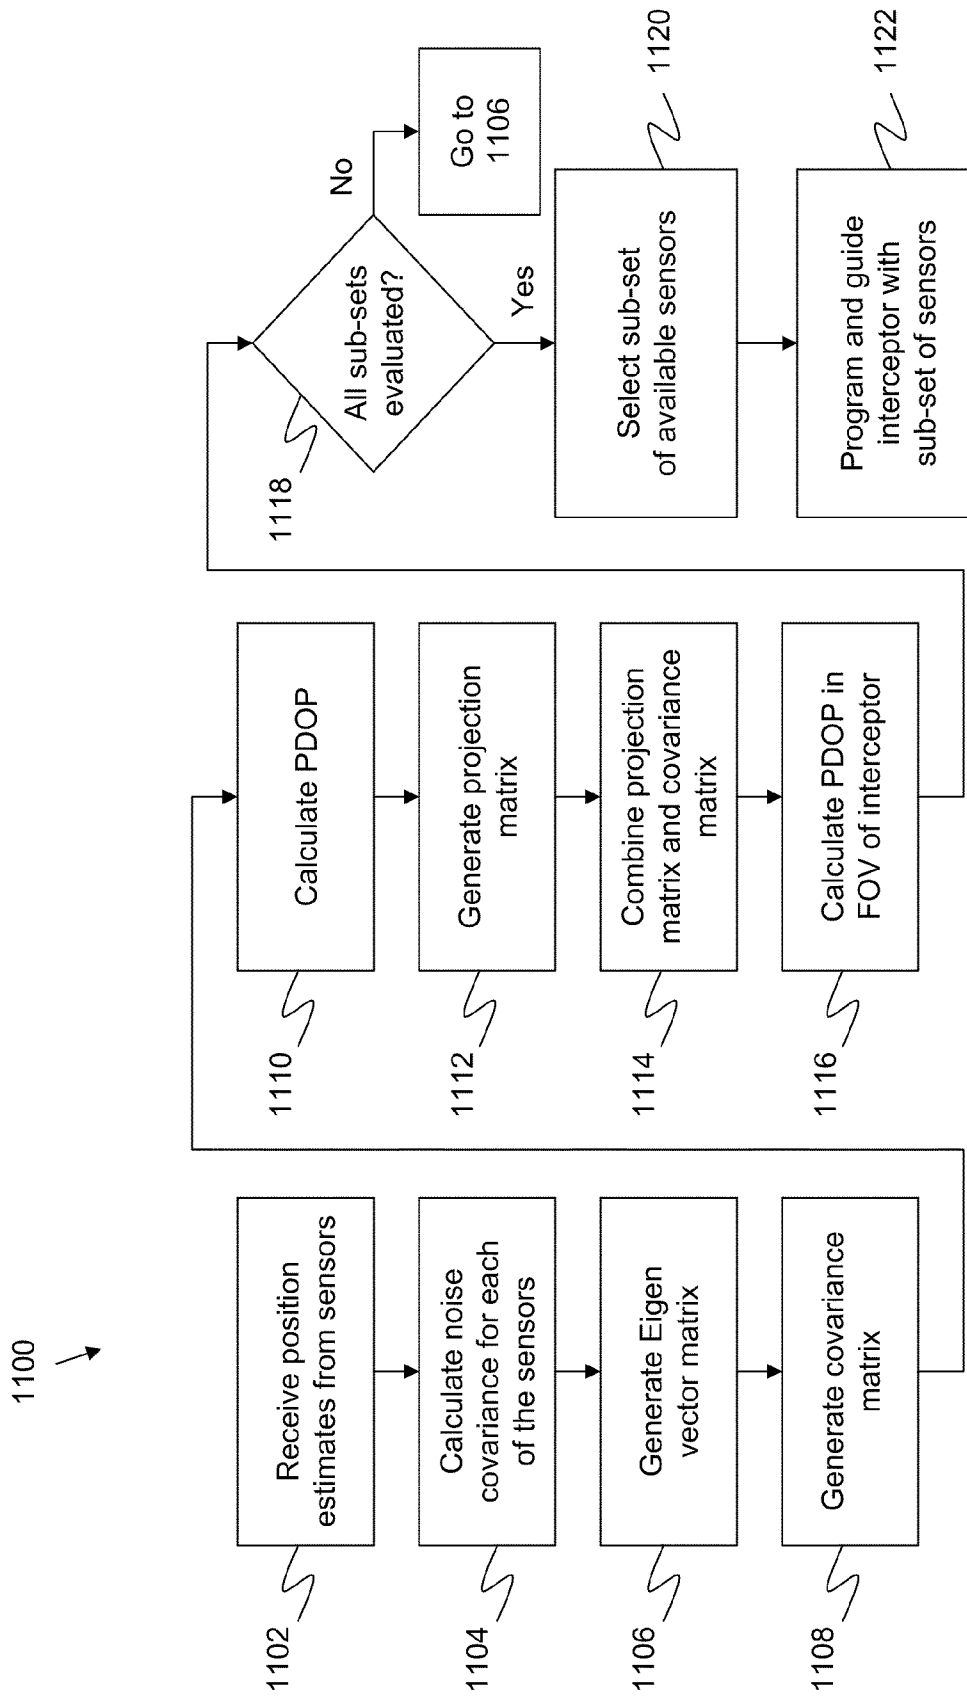 1100
1102
Receive position
estimates from sensors
1104
Calculate noise
covariance for each
of the sensors
1106
Generate Eigen
vector matrix
1108
Generate covariance
matrix
1110
Calculate PDOP
1112
Generate projection
matrix
1114
Combine projection
matrix and covariance
matrix
1116
Calculate PDOP in
FOV of interceptor
1118
All sub-sets
evaluated?
No
Go to
1106
Yes
Select sub-set
of available sensors
1120
Program and guide
interceptor with
sub-set of sensors
1122